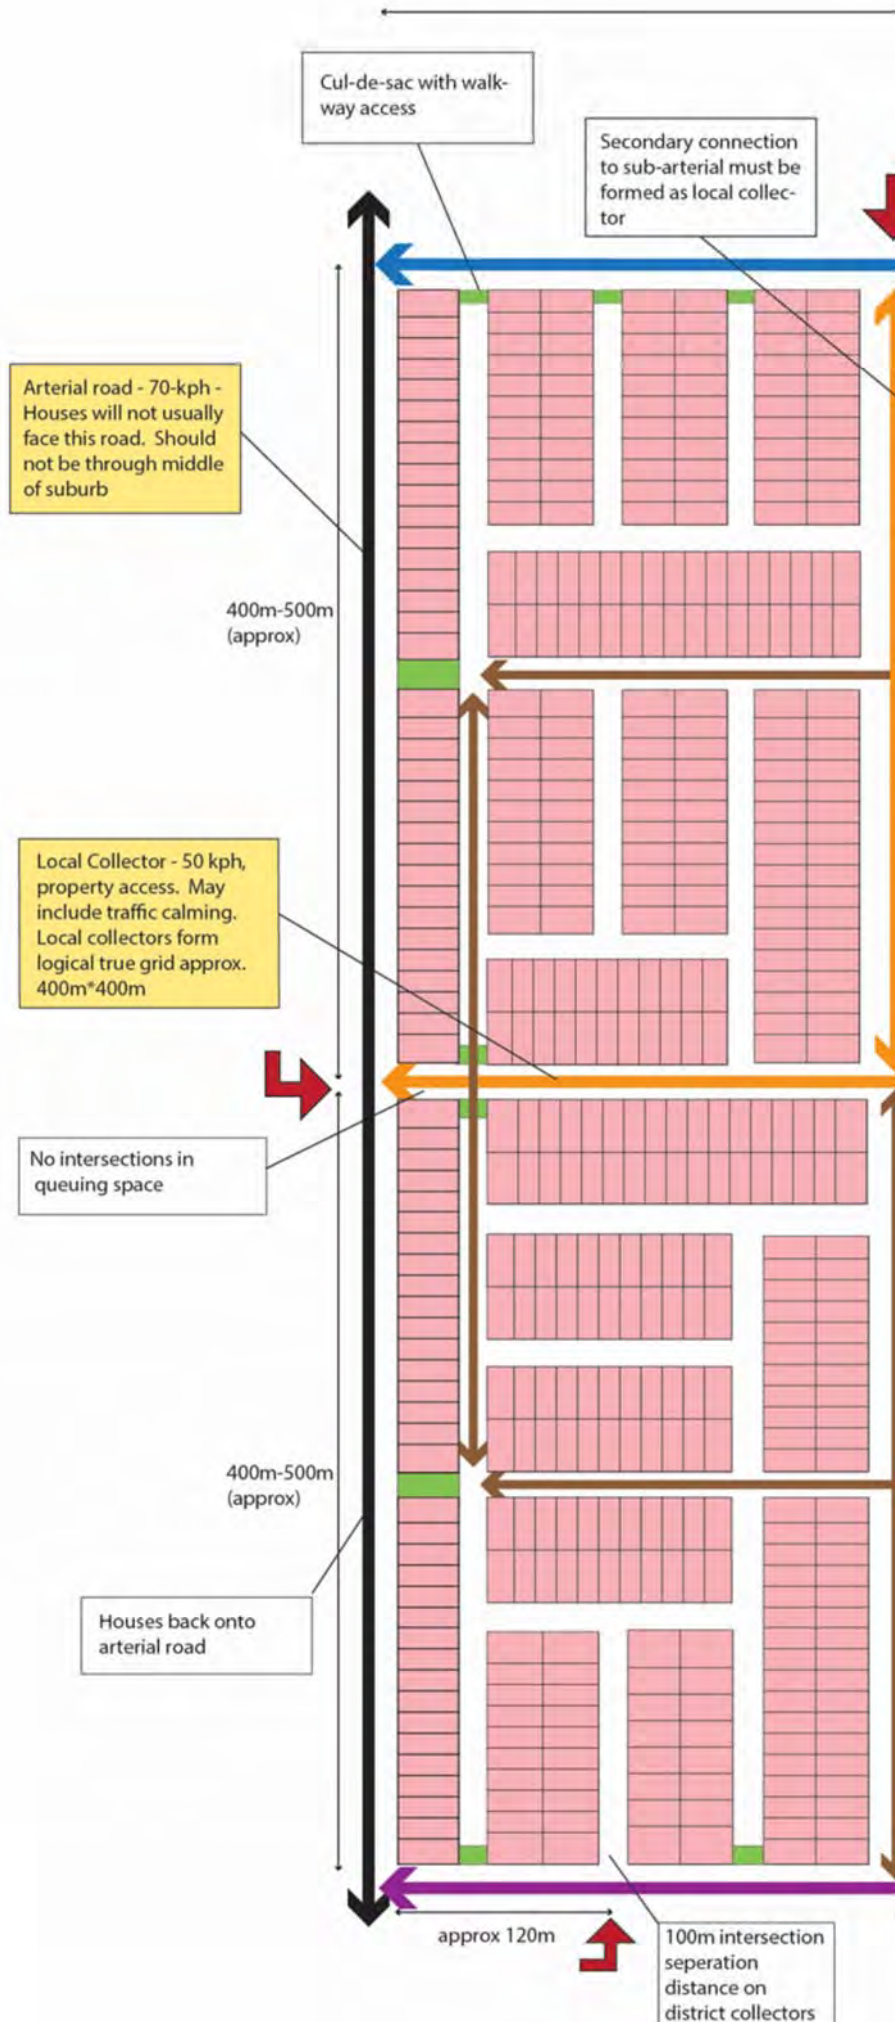 Cul-de-sac with walk-
way access
Secondary connection
to sub-arterial must be
formed as local collec-
tor
Arterial road - 70-kph -
Houses will not usually
face this road. Should
not be through middle
of suburb
400m-500m
(approx)
Local Collector - 50 kph,
property access. May
include traffic calming.
Local collectors form
logical true grid approx.
400m*400m
No intersections in
queuing space
400m-500m
(approx)
Houses back onto
arterial road
approx 120m
100m intersection
seperation
distance on
district collectors